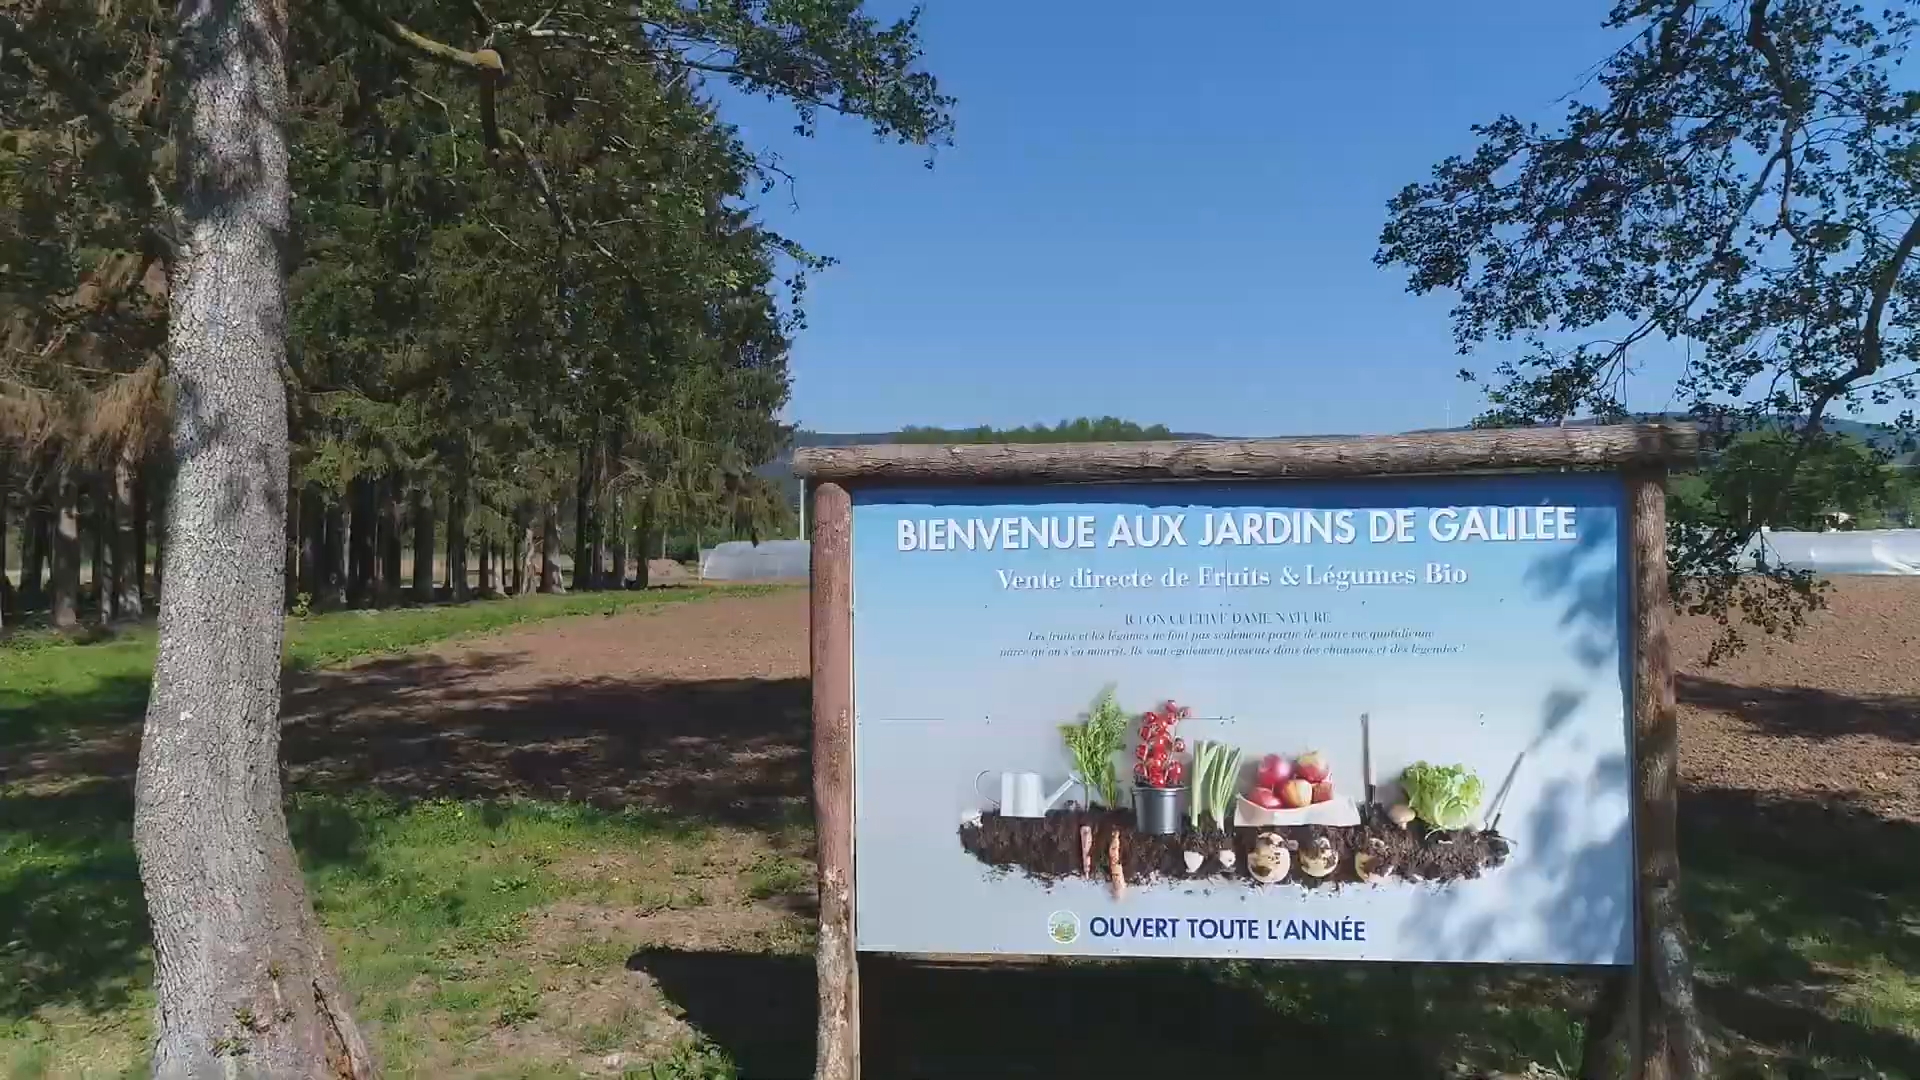 BIENVENUE AUX JARDINS DE GALILÉE
Vente directe de Fruits & Légumes Bio
ICI ON CULTIVE DAME NATURE
Les fruits et les légumes ne font pas seulement partie de notre vie quotidienne
parce qu'on s'en nourrit. Ils sont également présents dans des chansons et des légendes !
OUVERT TOUTE L'ANNÉE